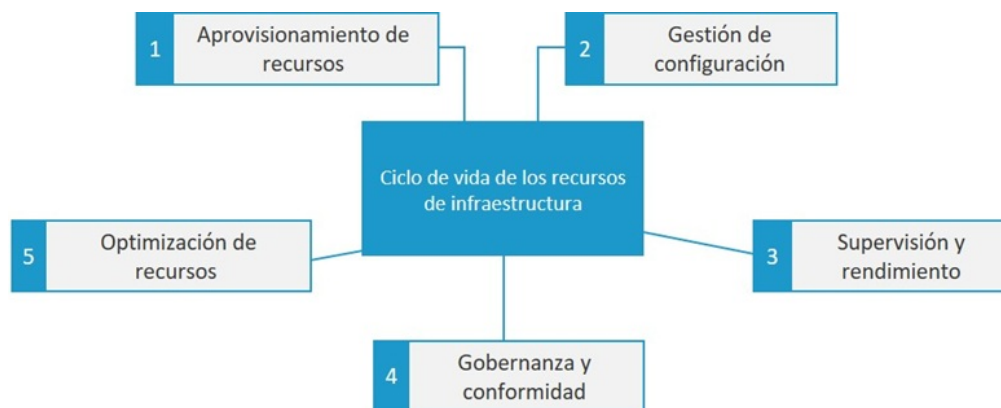 1
Aprovisionamiento de
recursos
2
Gestión de
configuración
Ciclo de vida de los recursos
de infraestructura
5
Optimización de
recursos
3
Supervisión y
rendimiento
4
Gobernanza y
conformidad